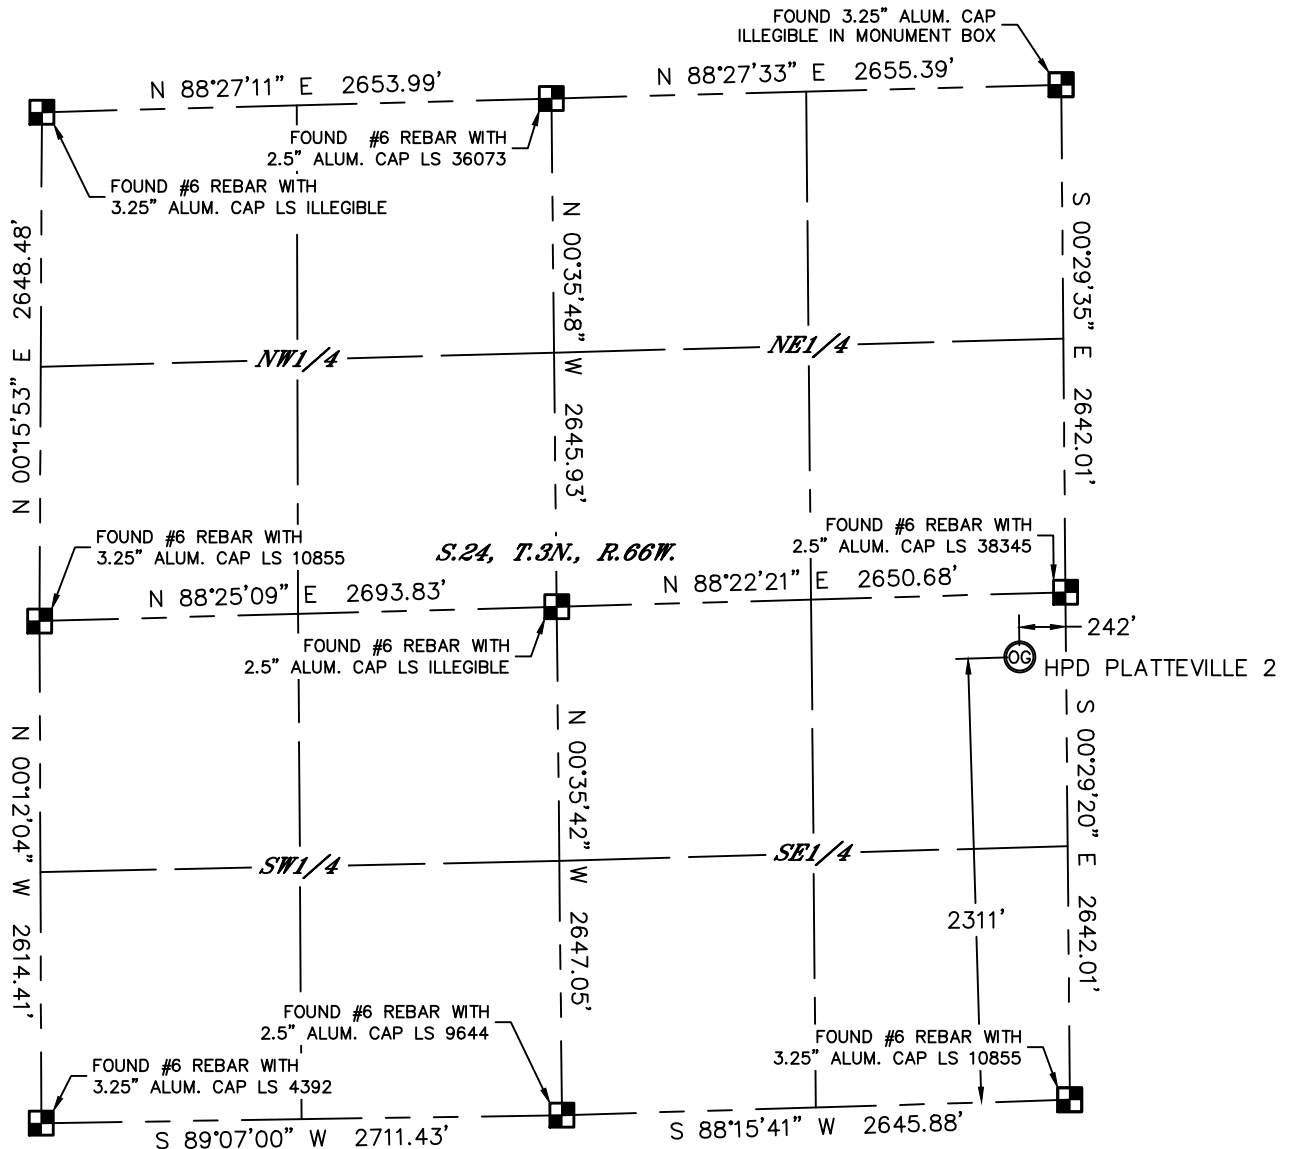 FOUND 3.25" ALUM. CAP
ILLEGIBLE IN MONUMENT BOX
N 88°27'11" E 2653.99'
N 88°27'33" E 2655.39'
FOUND #6 REBAR WITH
2.5" ALUM. CAP LS 36073
FOUND #6 REBAR WITH
3.25" ALUM. CAP LS ILLEGIBLE
N 00°15'53" E 2648.48'
N 00°35'48" W 2645.93'
S 00°29'35" E 2642.01'
NW1/4
NE1/4
FOUND #6 REBAR WITH
3.25" ALUM. CAP LS 10855
S.24, T.3N., R.66W.
FOUND #6 REBAR WITH
2.5" ALUM. CAP LS 38345
N 88°25'09" E 2693.83'
N 88°22'21" E 2650.68'
FOUND #6 REBAR WITH
2.5" ALUM. CAP LS ILLEGIBLE
242'
OG
HPD PLATTEVILLE 2
N 00°12'04" W 2614.41'
N 00°35'42" W 2647.05'
S 00°29'20" E 2642.01'
SW1/4
SE1/4
2311'
FOUND #6 REBAR WITH
2.5" ALUM. CAP LS 9644
FOUND #6 REBAR WITH
3.25" ALUM. CAP LS 10855
FOUND #6 REBAR WITH
3.25" ALUM. CAP LS 4392
S 89°07'00" W 2711.43'
S 88°15'41" W 2645.88'